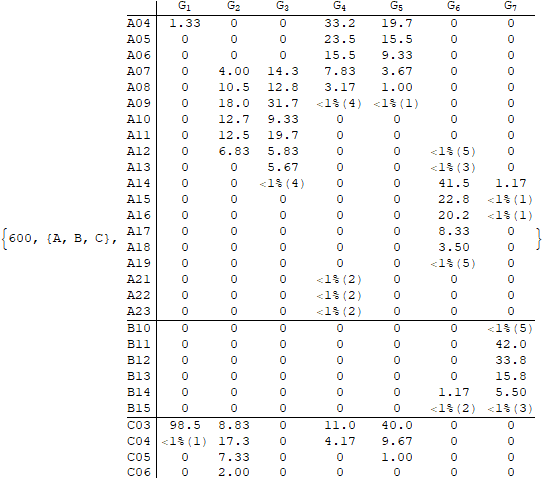 G1 G2 G3 G4 G5 G6 G7
A04 1.33 0 0 33.2 19.7 0 0
A05 0 0 0 23.5 15.5 0 0
A06 0 0 0 15.5 9.33 0 0
A07 0 4.00 14.3 7.83 3.67 0 0
A08 0 10.5 12.8 3.17 1.00 0 0
A09 0 18.0 31.7 <1%(4) <1%(1) 0 0
A10 0 12.7 9.33 0 0 0 0
A11 0 12.5 19.7 0 0 0 0
A12 0 6.83 5.83 0 0 <1%(5) 0
A13 0 0 5.67 0 0 <1%(3) 0
A14 0 0 <1%(4) 0 0 41.5 1.17
A15 0 0 0 0 0 22.8 <1%(1)
A16 0 0 0 0 0 20.2 <1%(1)
A17 0 0 0 0 0 8.33 0
{600, {A, B, C}, A18 0 0 0 0 0 3.50 0 }
A19 0 0 0 0 0 <1%(5) 0
A21 0 0 0 <1%(2) 0 0 0
A22 0 0 0 <1%(2) 0 0 0
A23 0 0 0 <1%(2) 0 0 0
B10 0 0 0 0 0 0 <1%(5)
B11 0 0 0 0 0 0 42.0
B12 0 0 0 0 0 0 33.8
B13 0 0 0 0 0 0 15.8
B14 0 0 0 0 0 1.17 5.50
B15 0 0 0 0 0 <1%(2) <1%(3)
C03 98.5 8.83 0 11.0 40.0 0 0
C04 <1%(1) 17.3 0 4.17 9.67 0 0
C05 0 7.33 0 0 1.00 0 0
C06 0 2.00 0 0 0 0 0